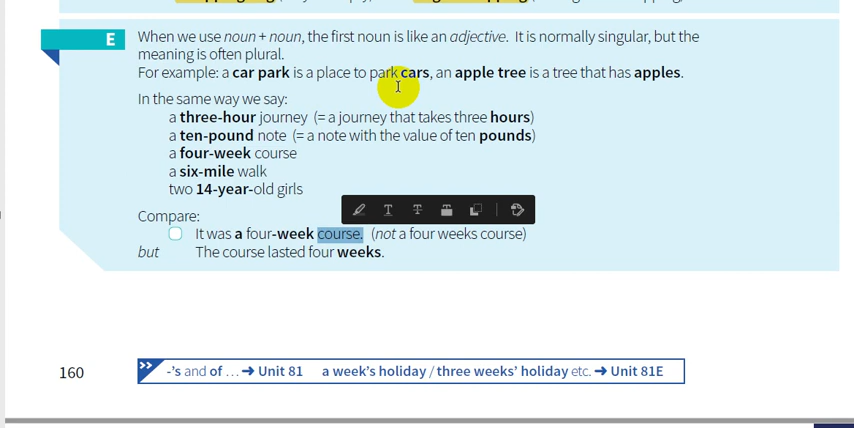 E
When we use noun + noun, the first noun is like an adjective. It is normally singular, but the
meaning is often plural.
For example: a car park is a place to park cars, an apple tree is a tree that has apples.
In the same way we say:
a three-hour journey (= a journey that takes three hours)
a ten-pound note (= a note with the value of ten pounds)
a four-week course
a six-mile walk
two 14-year-old girls
Compare:
It was a four-week course. (not a four weeks course)
but The course lasted four weeks.
160
-’s and of … ➜ Unit 81 a week’s holiday / three weeks’ holiday etc. ➜ Unit 81E